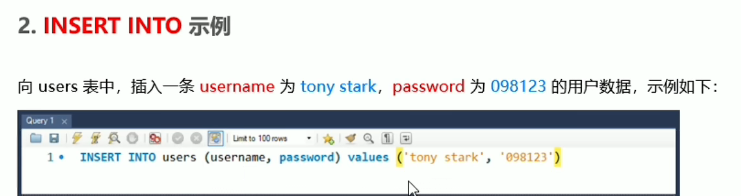 2. INSERT INTO 示例
向 users 表中，插入一条 username 为 tony stark，password 为 098123 的用户数据，示例如下：
Query 1
Limit to 100 rows
1 INSERT INTO users (username, password) values ('tony stark', '098123')